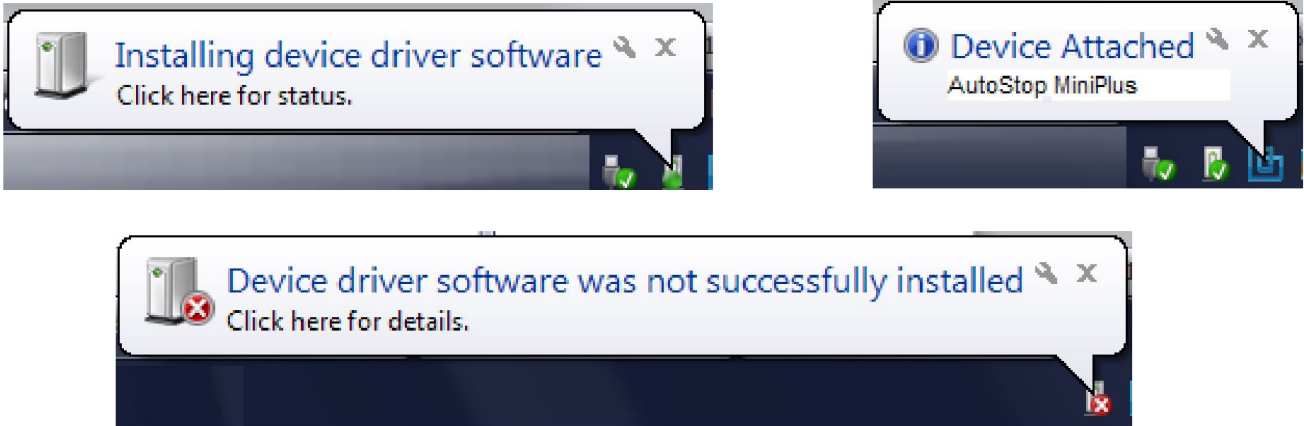 Installing device driver software
Click here for status.
Device Attached
AutoStop MiniPlus
Device driver software was not successfully installed
Click here for details.